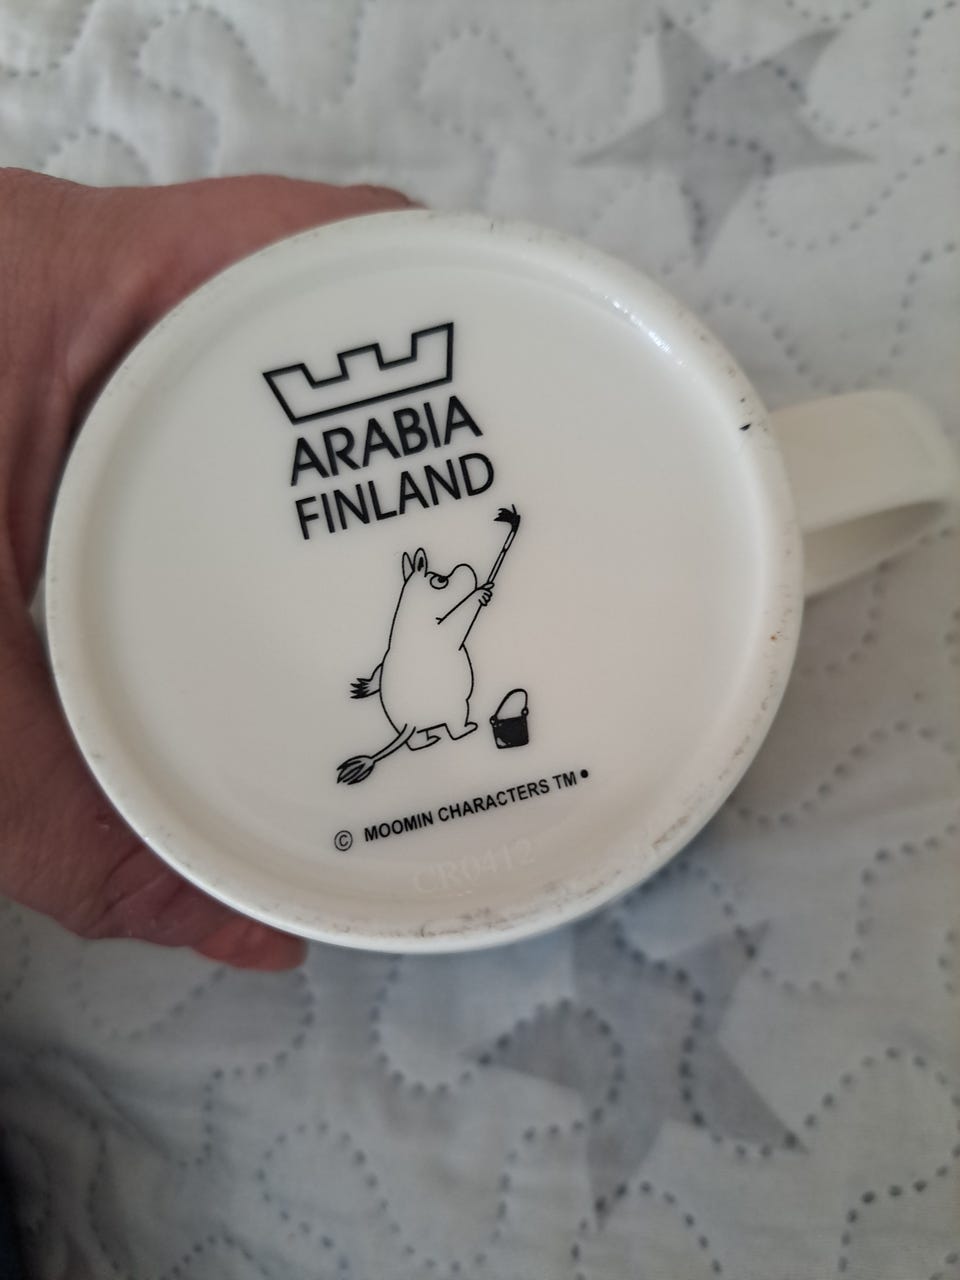 ARABIA
FINLAND
© MOOMIN CHARACTERS TM •
CR0412